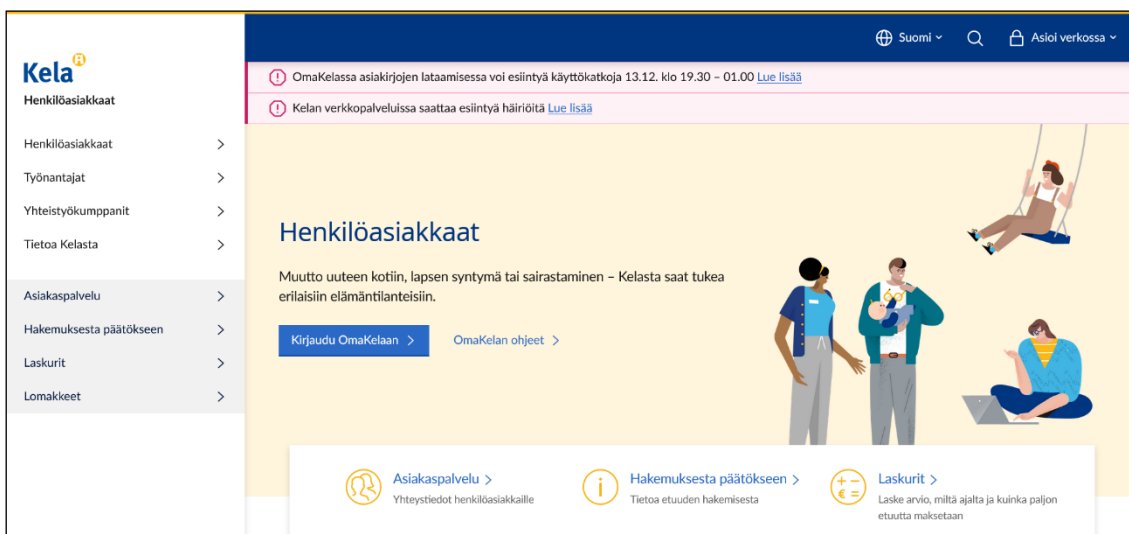 Suomi
Asioi verkossa
Kela
Henkilöasiakkaat
Henkilöasiakkaat
Työnantajat
Yhteistyökumppanit
Tietoa Kelasta
Asiakaspalvelu
Hakemuksesta päätökseen
Laskurit
Lomakkeet
OmaKelassa asiakirjojen lataamisessa voi esiintyä käyttökatkoja 13.12. klo 19.30 – 01.00 Lue lisää
Kelan verkkopalveluissa saattaa esiintyä häiriöitä Lue lisää
Henkilöasiakkaat
Muutto uuteen kotiin, lapsen syntymä tai sairastaminen – Kelasta saat tukea
erilaisiin elämäntilanteisiin.
Kirjaudu OmaKelaan
OmaKelan ohjeet
Asiakaspalvelu
Yhteystiedot henkilöasiakkaille
Hakemuksesta päätökseen
Tietoa etuuden hakemisesta
Laskurit
Laske arvio, miltä ajalta ja kuinka paljon
etuutta maksetaan